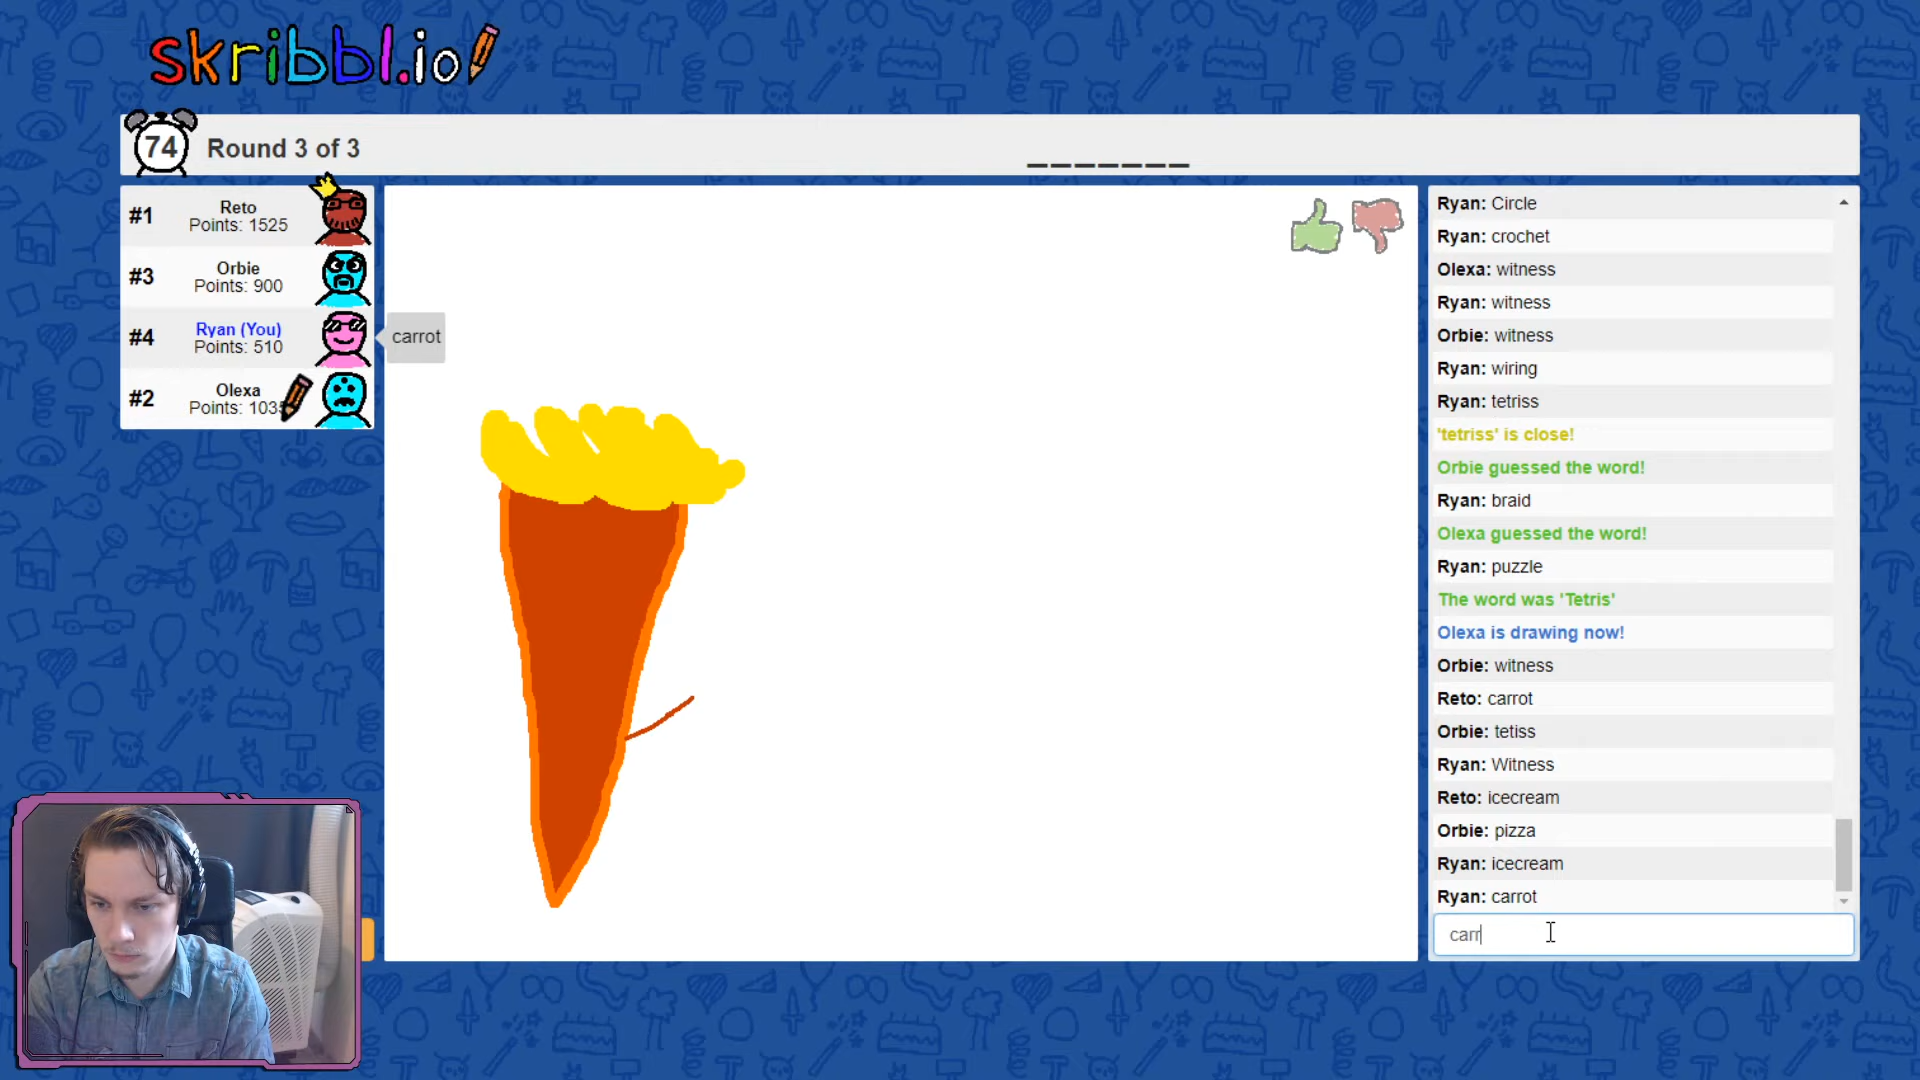 skribbl.io
74
Round 3 of 3
_______
#1
Reto
Points: 1525
#3
Orbie
Points: 900
#4
Ryan (You)
Points: 510
carrot
#2
Olexa
Points: 1035
Ryan: Circle
Ryan: crochet
Olexa: witness
Ryan: witness
Orbie: witness
Ryan: wiring
Ryan: tetriss
'tetriss' is close!
Orbie guessed the word!
Ryan: braid
Olexa guessed the word!
Ryan: puzzle
The word was 'Tetris'
Olexa is drawing now!
Orbie: witness
Reto: carrot
Orbie: tetiss
Ryan: Witness
Reto: icecream
Orbie: pizza
Ryan: icecream
Ryan: carrot
carr